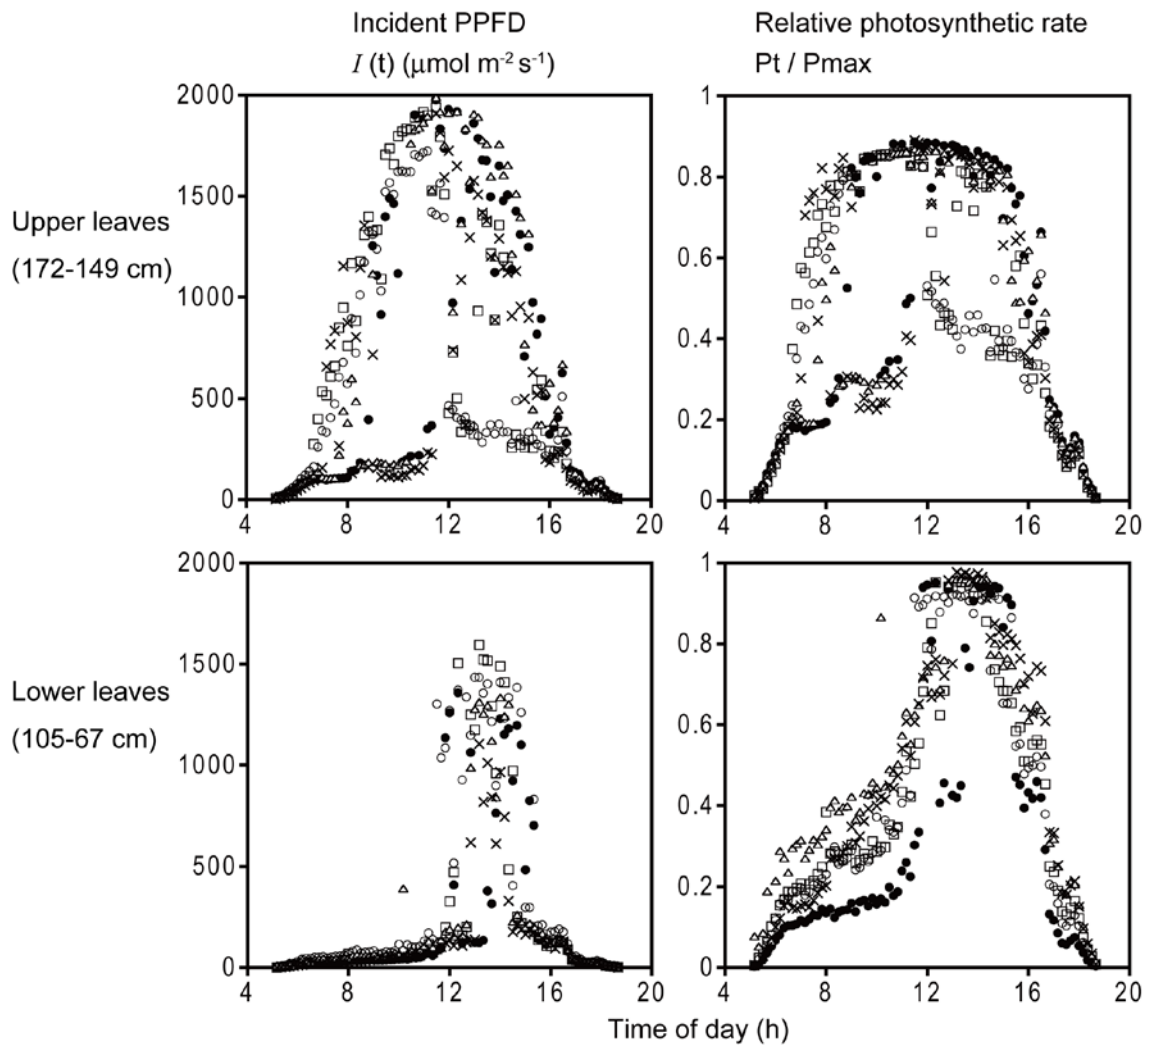 Incident PPFD
I (t) (μmol m⁻² s⁻¹)
Relative photosynthetic rate
Pt / Pmax
Upper leaves
(172-149 cm)
2000
1500
1000
500
0
4 8 12 16 20
1
0.8
0.6
0.4
0.2
0
4 8 12 16 20
Lower leaves
(105-67 cm)
2000
1500
1000
500
0
4 8 12 16 20
1
0.8
0.6
0.4
0.2
0
4 8 12 16 20
Time of day (h)